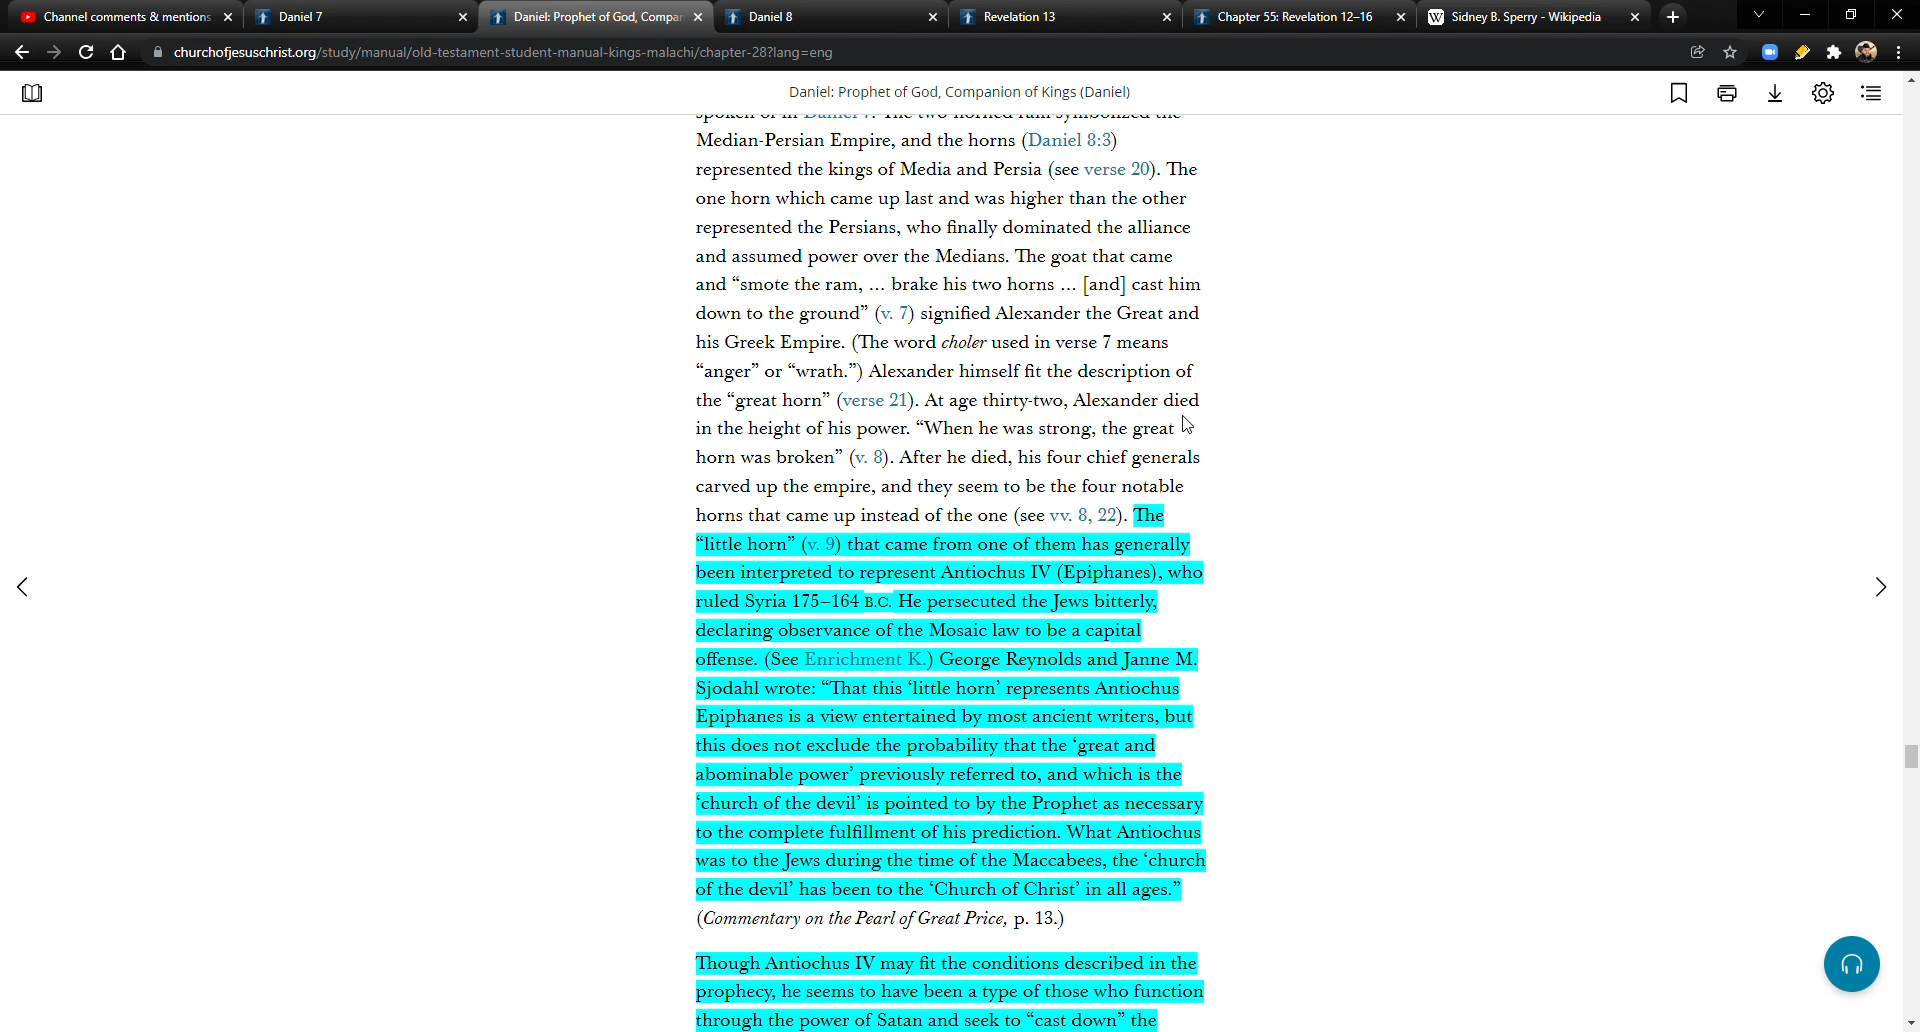 Channel comments & mentions
Daniel 7
Daniel: Prophet of God, Compan
Daniel 8
Revelation 13
Chapter 55: Revelation 12–16
W Sidney B. Sperry - Wikipedia
churchofjesuschrist.org/study/manual/old-testament-student-manual-kings-malachi/chapter-28?lang=eng
Daniel: Prophet of God, Companion of Kings (Daniel)
spoken of in Daniel 7. The two-horned ram symbolized the
Median-Persian Empire, and the horns (Daniel 8:3)
represented the kings of Media and Persia (see verse 20). The
one horn which came up last and was higher than the other
represented the Persians, who finally dominated the alliance
and assumed power over the Medians. The goat that came
and “smote the ram, … brake his two horns … [and] cast him
down to the ground” (v. 7) signified Alexander the Great and
his Greek Empire. (The word choler used in verse 7 means
“anger” or “wrath.”) Alexander himself fit the description of
the “great horn” (verse 21). At age thirty-two, Alexander died
in the height of his power. “When he was strong, the great
horn was broken” (v. 8). After he died, his four chief generals
carved up the empire, and they seem to be the four notable
horns that came up instead of the one (see vv. 8, 22). The
“little horn” (v. 9) that came from one of them has generally
been interpreted to represent Antiochus IV (Epiphanes), who
ruled Syria 175–164 B.C. He persecuted the Jews bitterly,
declaring observance of the Mosaic law to be a capital
offense. (See Enrichment K.) George Reynolds and Janne M.
Sjodahl wrote: “That this ‘little horn’ represents Antiochus
Epiphanes is a view entertained by most ancient writers, but
this does not exclude the probability that the ‘great and
abominable power’ previously referred to, and which is the
‘church of the devil’ is pointed to by the Prophet as necessary
to the complete fulfillment of his prediction. What Antiochus
was to the Jews during the time of the Maccabees, the ‘church
of the devil’ has been to the ‘Church of Christ’ in all ages.”
(Commentary on the Pearl of Great Price, p. 13.)
Though Antiochus IV may fit the conditions described in the
prophecy, he seems to have been a type of those who function
through the power of Satan and seek to “cast down” the